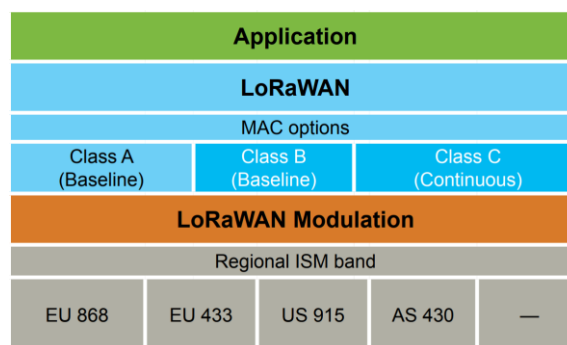 Application
LoRaWAN
MAC options
Class A Class B Class C
(Baseline) (Baseline) (Continuous)
LoRaWAN Modulation
Regional ISM band
EU 868 EU 433 US 915 AS 430 —